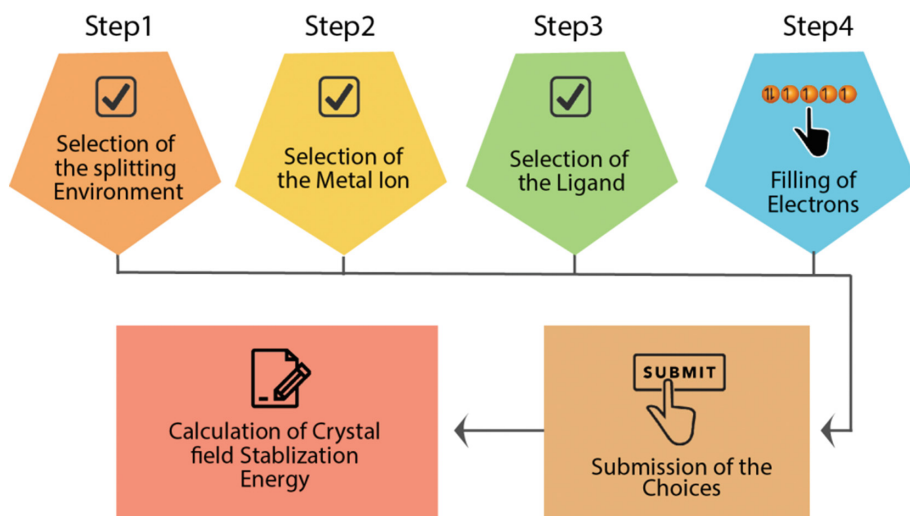 Step1
Step2
Step3
Step4
Selection of
the splitting
Environment
Selection of
the Metal Ion
Selection of
the Ligand
Filling of
Electrons
Calculation of Crystal
field Stablization
Energy
SUBMIT
Submission of the
Choices